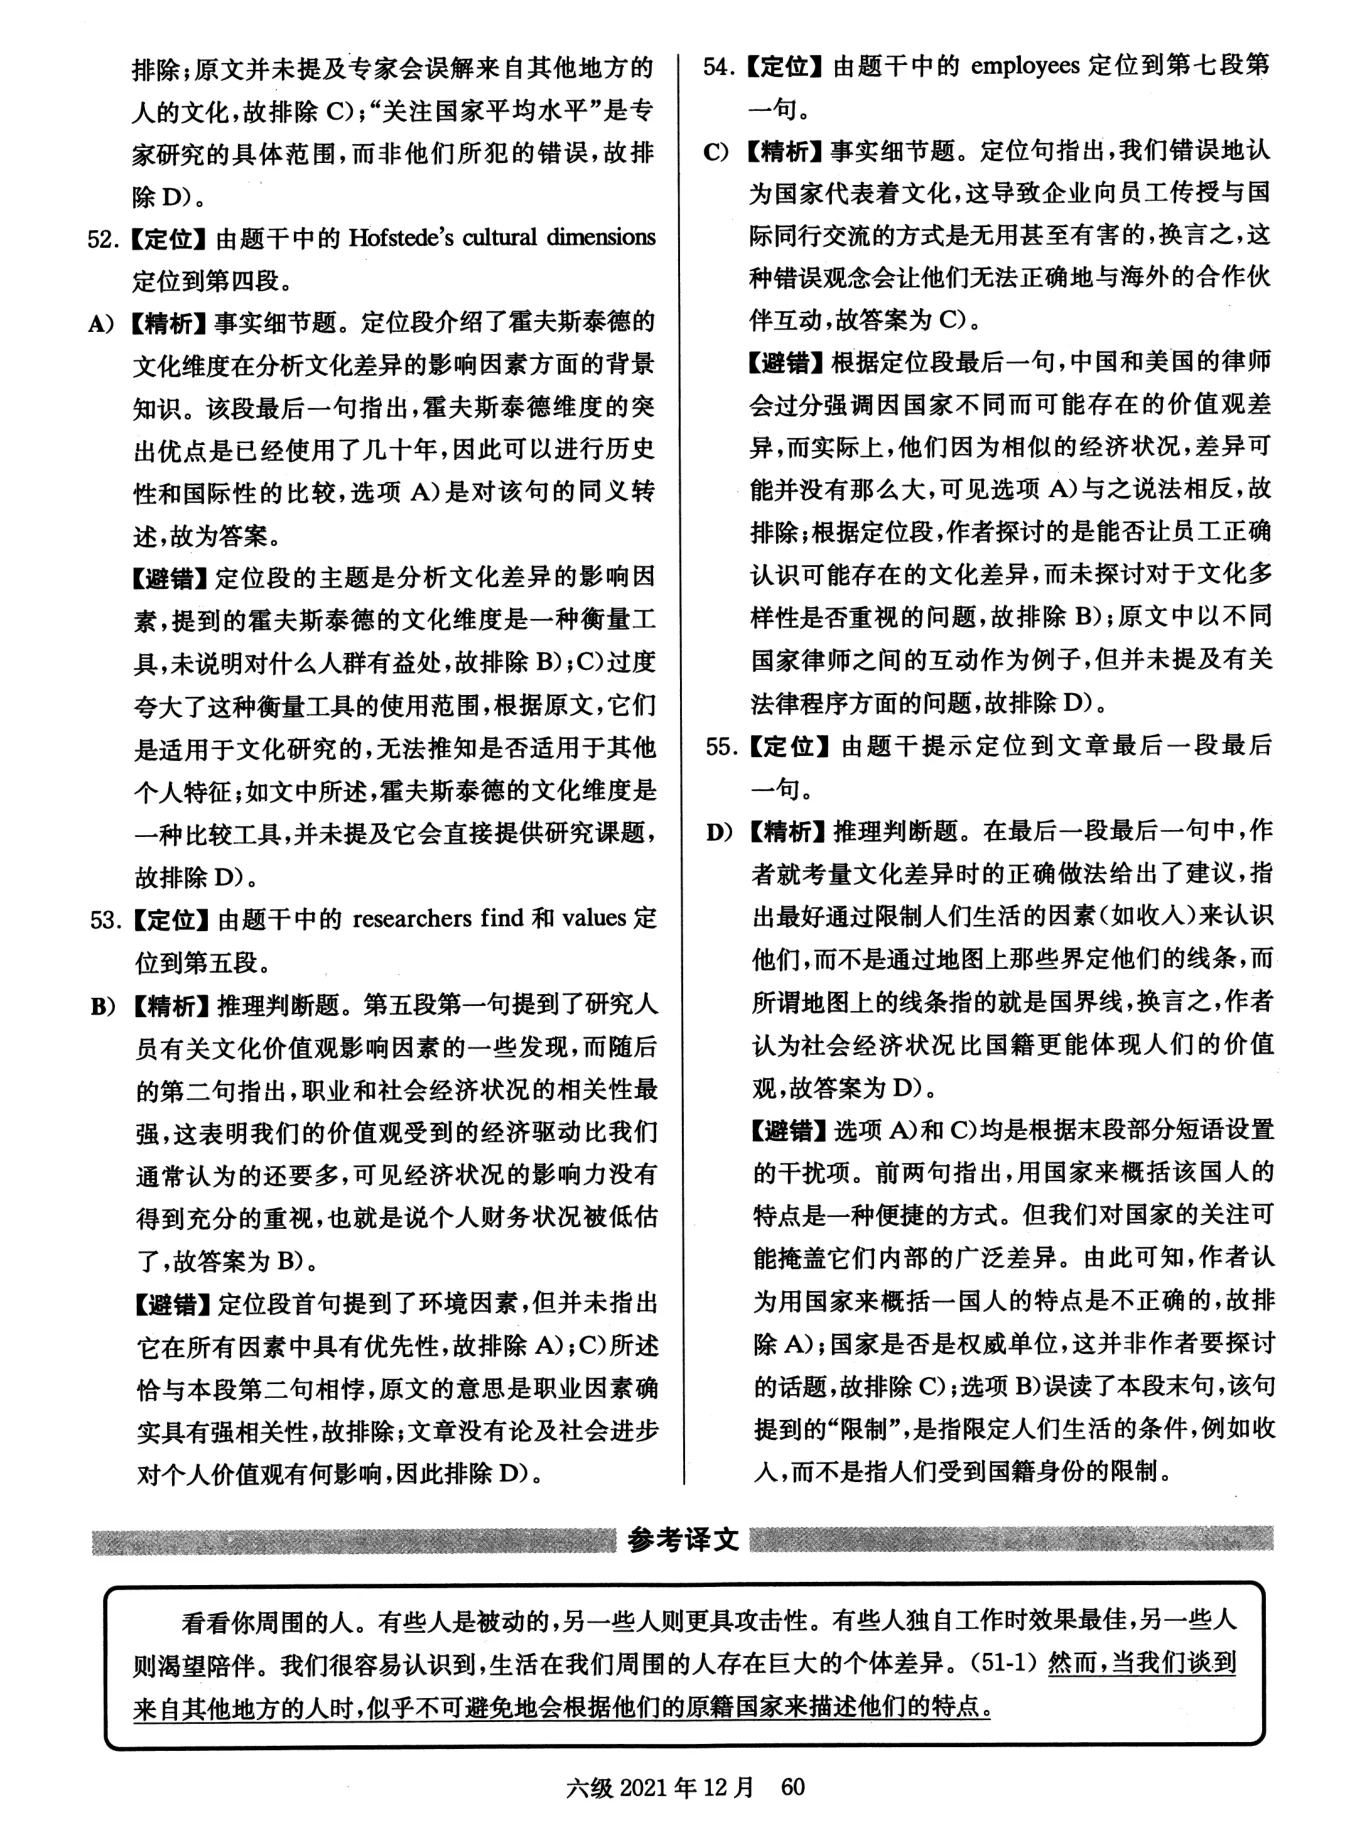 排除;原文并未提及专家会误解来自其他地方的
人的文化,故排除 C);“关注国家平均水平”是专
家研究的具体范围,而非他们所犯的错误,故排
除 D)。
52.【定位】由题干中的 Hofstede's cultural dimensions
定位到第四段。
A)【精析】事实细节题。定位段介绍了霍夫斯泰德的
文化维度在分析文化差异的影响因素方面的背景
知识。该段最后一句指出,霍夫斯泰德维度的突
出优点是已经使用了几十年,因此可以进行历史
性和国际性的比较,选项 A)是对该句的同义转
述,故为答案。
【避错】定位段的主题是分析文化差异的影响因
素,提到的霍夫斯泰德的文化维度是一种衡量工
具,未说明对什么人群有益处,故排除 B);C)过度
夸大了这种衡量工具的使用范围,根据原文,它们
是适用于文化研究的,无法推知是否适用于其他
个人特征;如文中所述,霍夫斯泰德的文化维度是
一种比较工具,并未提及它会直接提供研究课题,
故排除 D)。
53.【定位】由题干中的 researchers find 和 values 定
位到第五段。
B)【精析】推理判断题。第五段第一句提到了研究人
员有关文化价值观影响因素的一些发现,而随后
的第二句指出,职业和社会经济状况的相关性最
强,这表明我们的价值观受到的经济驱动比我们
通常认为的还要多,可见经济状况的影响力没有
得到充分的重视,也就是说个人财务状况被低估
了,故答案为 B)。
【避错】定位段首句提到了环境因素,但并未指出
它在所有因素中具有优先性,故排除 A);C)所述
恰与本段第二句相悖,原文的意思是职业因素确
实具有强相关性,故排除;文章没有论及社会进步
对个人价值观有何影响,因此排除 D)。
54.【定位】由题干中的 employees 定位到第七段第
一句。
C)【精析】事实细节题。定位句指出,我们错误地认
为国家代表着文化,这导致企业向员工传授与国
际同行交流的方式是无用甚至有害的,换言之,这
种错误观念会让他们无法正确地与海外的合作伙
伴互动,故答案为 C)。
【避错】根据定位段最后一句,中国和美国的律师
会过分强调因国家不同而可能存在的价值观差
异,而实际上,他们因为相似的经济状况,差异可
能并没有那么大,可见选项 A)与之说法相反,故
排除;根据定位段,作者探讨的是能否让员工正确
认识可能存在的文化差异,而未探讨对于文化多
样性是否重视的问题,故排除 B);原文中以不同
国家律师之间的互动作为例子,但并未提及有关
法律程序方面的问题,故排除 D)。
55.【定位】由题干提示定位到文章最后一段最后
一句。
D)【精析】推理判断题。在最后一段最后一句中,作
者就考量文化差异时的正确做法给出了建议,指
出最好通过限制人们生活的因素(如收入)来认识
他们,而不是通过地图上那些界定他们的线条,而
所谓地图上的线条指的就是国界线,换言之,作者
认为社会经济状况比国籍更能体现人们的价值
观,故答案为 D)。
【避错】选项 A)和 C)均是根据末段部分短语设置
的干扰项。前两句指出,用国家来概括该国人的
特点是一种便捷的方式。但我们对国家的关注可
能掩盖它们内部的广泛差异。由此可知,作者认
为用国家来概括一国人的特点是不正确的,故排
除 A);国家是否是权威单位,这并非作者要探讨
的话题,故排除 C);选项 B)误读了本段末句,该句
提到的“限制”,是指限定人们生活的条件,例如收
入,而不是指人们受到国籍身份的限制。
参考译文
看看你周围的人。有些人是被动的,另一些人则更具攻击性。有些人独自工作时效果最佳,另一些人
则渴望陪伴。我们很容易认识到,生活在我们周围的人存在巨大的个体差异。(51-1) 然而,当我们谈到
来自其他地方的人时,似乎不可避免地会根据他们的原籍国家来描述他们的特点。
六级 2021 年 12 月 60